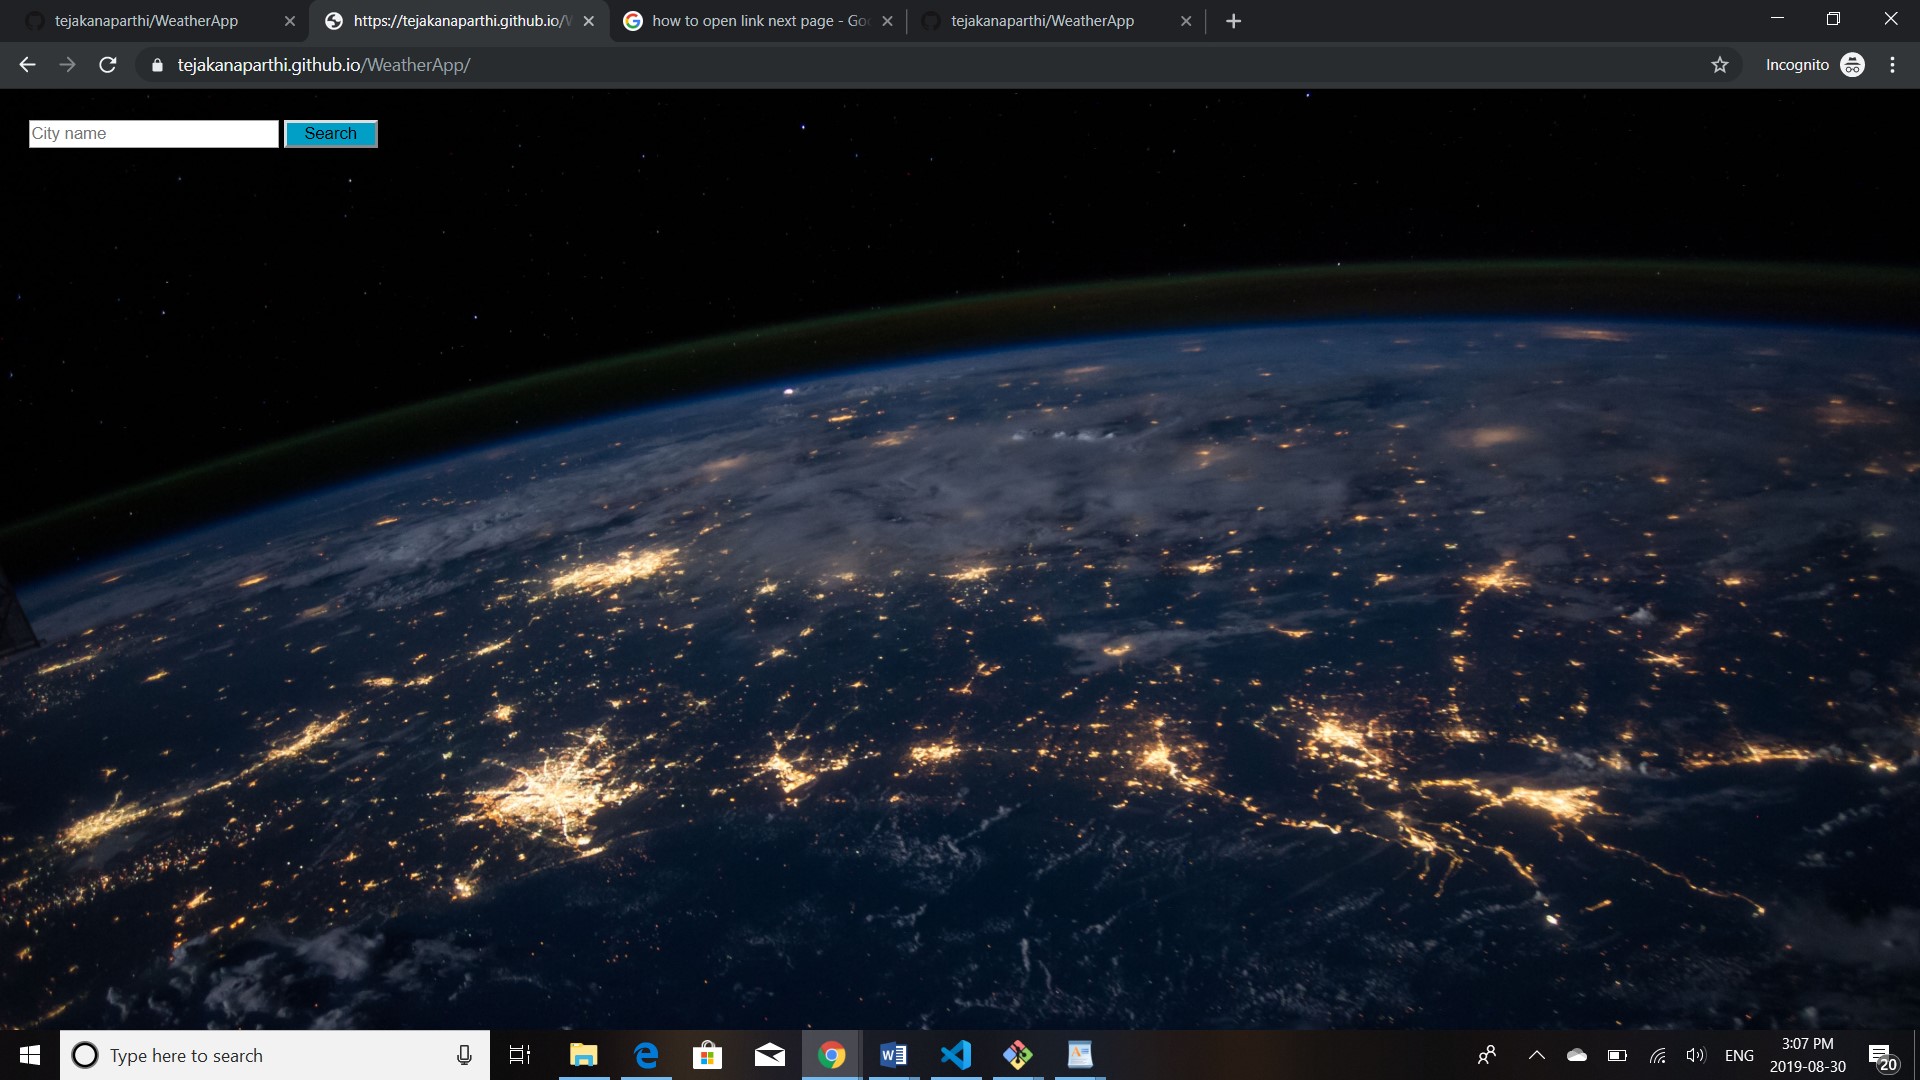 tejakanaparthi/WeatherApp
https://tejakanaparthi.github.io/W
how to open link next page - Goo
tejakanaparthi/WeatherApp
tejakanaparthi.github.io/WeatherApp/
Incognito
City name
Search
Type here to search
ENG
3:07 PM
2019-08-30
20